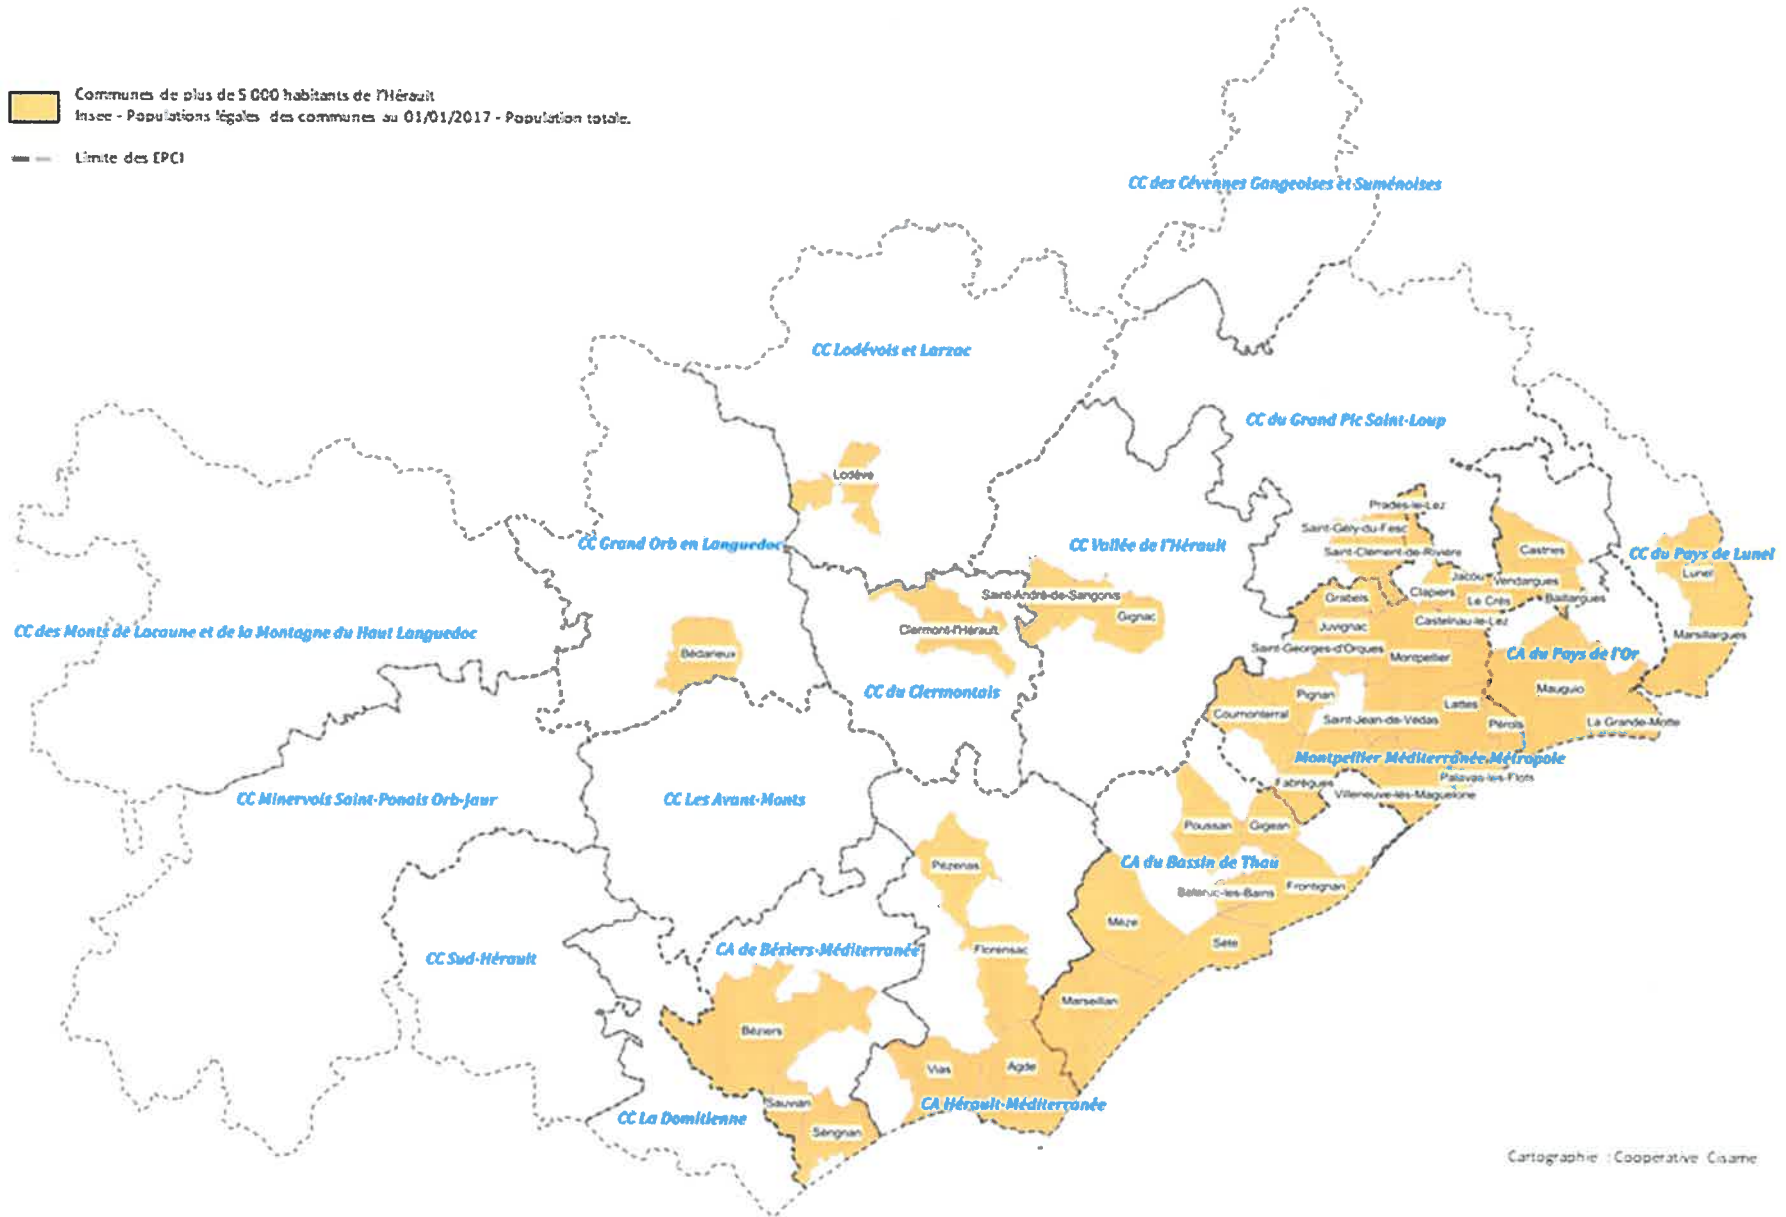 Communes de plus de 5 000 habitants de l'Hérault
Insee - Populations légales des communes au 01/01/2017 - Population totale.
Limite des EPCI
CC des Cévennes Gangeoises et Suménoises
CC Lodévois et Larzac
CC du Grand Pic Saint-Loup
Lodève
Prades-le-Lez
Saint-Gély-du-Fesc
CC Grand Orb en Languedoc
CC Vallée de l'Hérault
Saint-Clément-de-Rivière
Castries
CC du Pays de Lunel
Lunel
Jacou
Vendargues
Saint-André-de-Sangonis
Clapiers
Grabels
Le Crès
Baillargues
Gignac
Clermont-l'Hérault
Juvignac
Castelnau-le-Lez
CC des Monts de Lacaune et de la Montagne du Haut Languedoc
Marsillargues
Bédarieux
Saint-Georges-d'Orques
Montpellier
CA du Pays de l'Or
CC du Clermontais
Pignan
Mauguio
Lattes
Cournonterral
Saint-Jean-de-Védas
Pérols
La Grande-Motte
Montpellier Méditerranée Métropole
Palavas-les-Flots
Fabrègues
Villeneuve-lès-Maguelone
CC Minervois Saint-Ponais Orb-Jaur
CC Les Avant-Monts
Poussan
Gigean
CA du Bassin de Thau
Pézenas
Balaruc-les-Bains
Frontignan
Mèze
Sète
CC Sud-Hérault
CA de Béziers-Méditerranée
Florensac
Marseillan
Béziers
Vias
Agde
CA Hérault-Méditerranée
Sauvian
CC La Domitienne
Sérignan
Cartographie : Coopérative Cisame